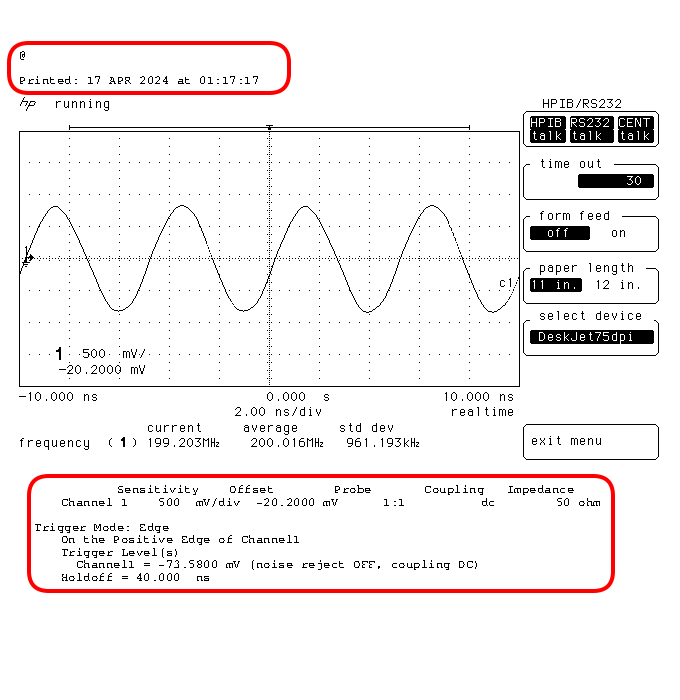 @
Printed: 17 APR 2024 at 01:17:17
hp running
HPIB/RS232
HPIB RS232 CENT
talk talk talk
time out
30
form feed
off on
paper length
11 in. 12 in.
select device
DeskJet75dpi
exit menu
1
c1
1 500 mV/
-20.2000 mV
-10.000 ns 0.000 s 10.000 ns
2.00 ns/div realtime
current average std dev
frequency (1) 199.203MHz 200.016MHz 961.193kHz
Sensitivity Offset Probe Coupling Impedance
Channel 1 500 mV/div -20.2000 mV 1:1 dc 50 ohm
Trigger Mode: Edge
On the Positive Edge of Channel1
Trigger Level(s)
Channel1 = -73.5800 mV (noise reject OFF, coupling DC)
Holdoff = 40.000 ns